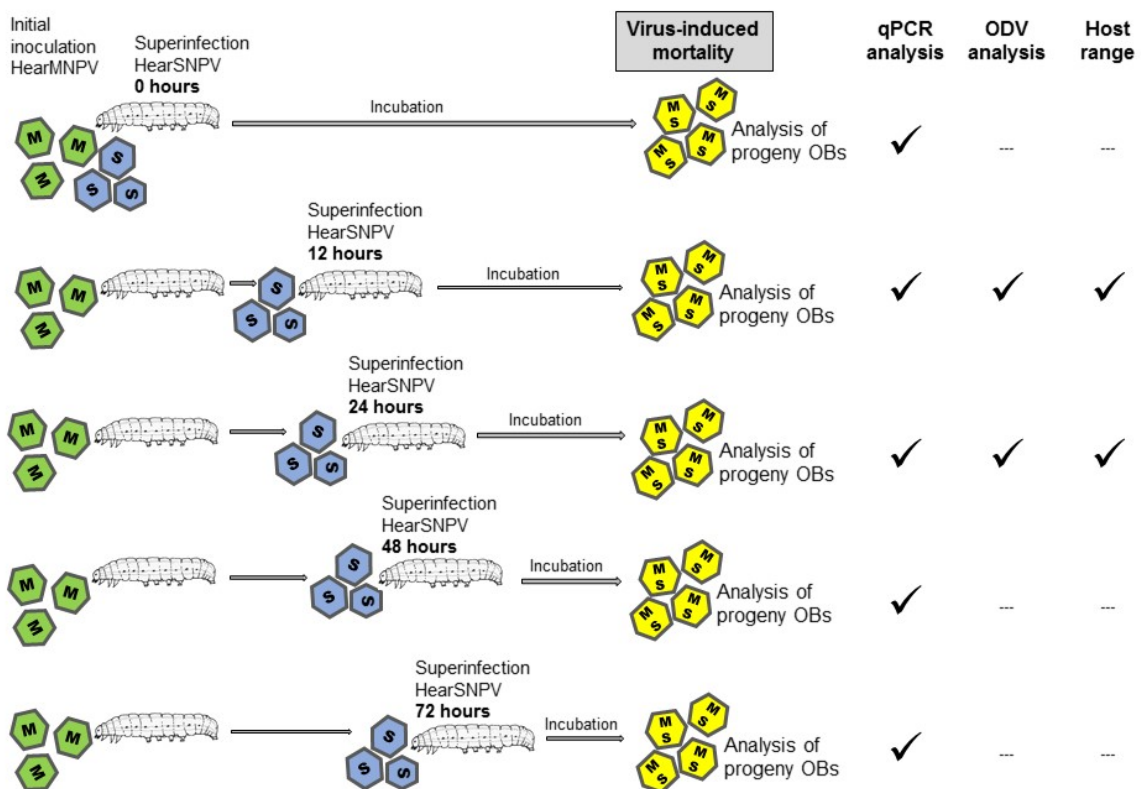 Initial
inoculation
HearMNPV
Superinfection
HearSNPV
0 hours
Virus-induced
mortality
qPCR
analysis
ODV
analysis
Host
range
M
M
M
S
S
S
Incubation
M S
M S
M S
M S
Analysis of
progeny OBs
✓
---
---
Superinfection
HearSNPV
12 hours
M
M
M
S
S
S
Incubation
M S
M S
M S
M S
Analysis of
progeny OBs
✓
✓
✓
Superinfection
HearSNPV
24 hours
M
M
M
S
S
S
Incubation
M S
M S
M S
M S
Analysis of
progeny OBs
✓
✓
✓
Superinfection
HearSNPV
48 hours
M
M
M
S
S
S
Incubation
M S
M S
M S
M S
Analysis of
progeny OBs
✓
---
---
Superinfection
HearSNPV
72 hours
M
M
M
S
S
S
Incubation
M S
M S
M S
M S
Analysis of
progeny OBs
✓
---
---